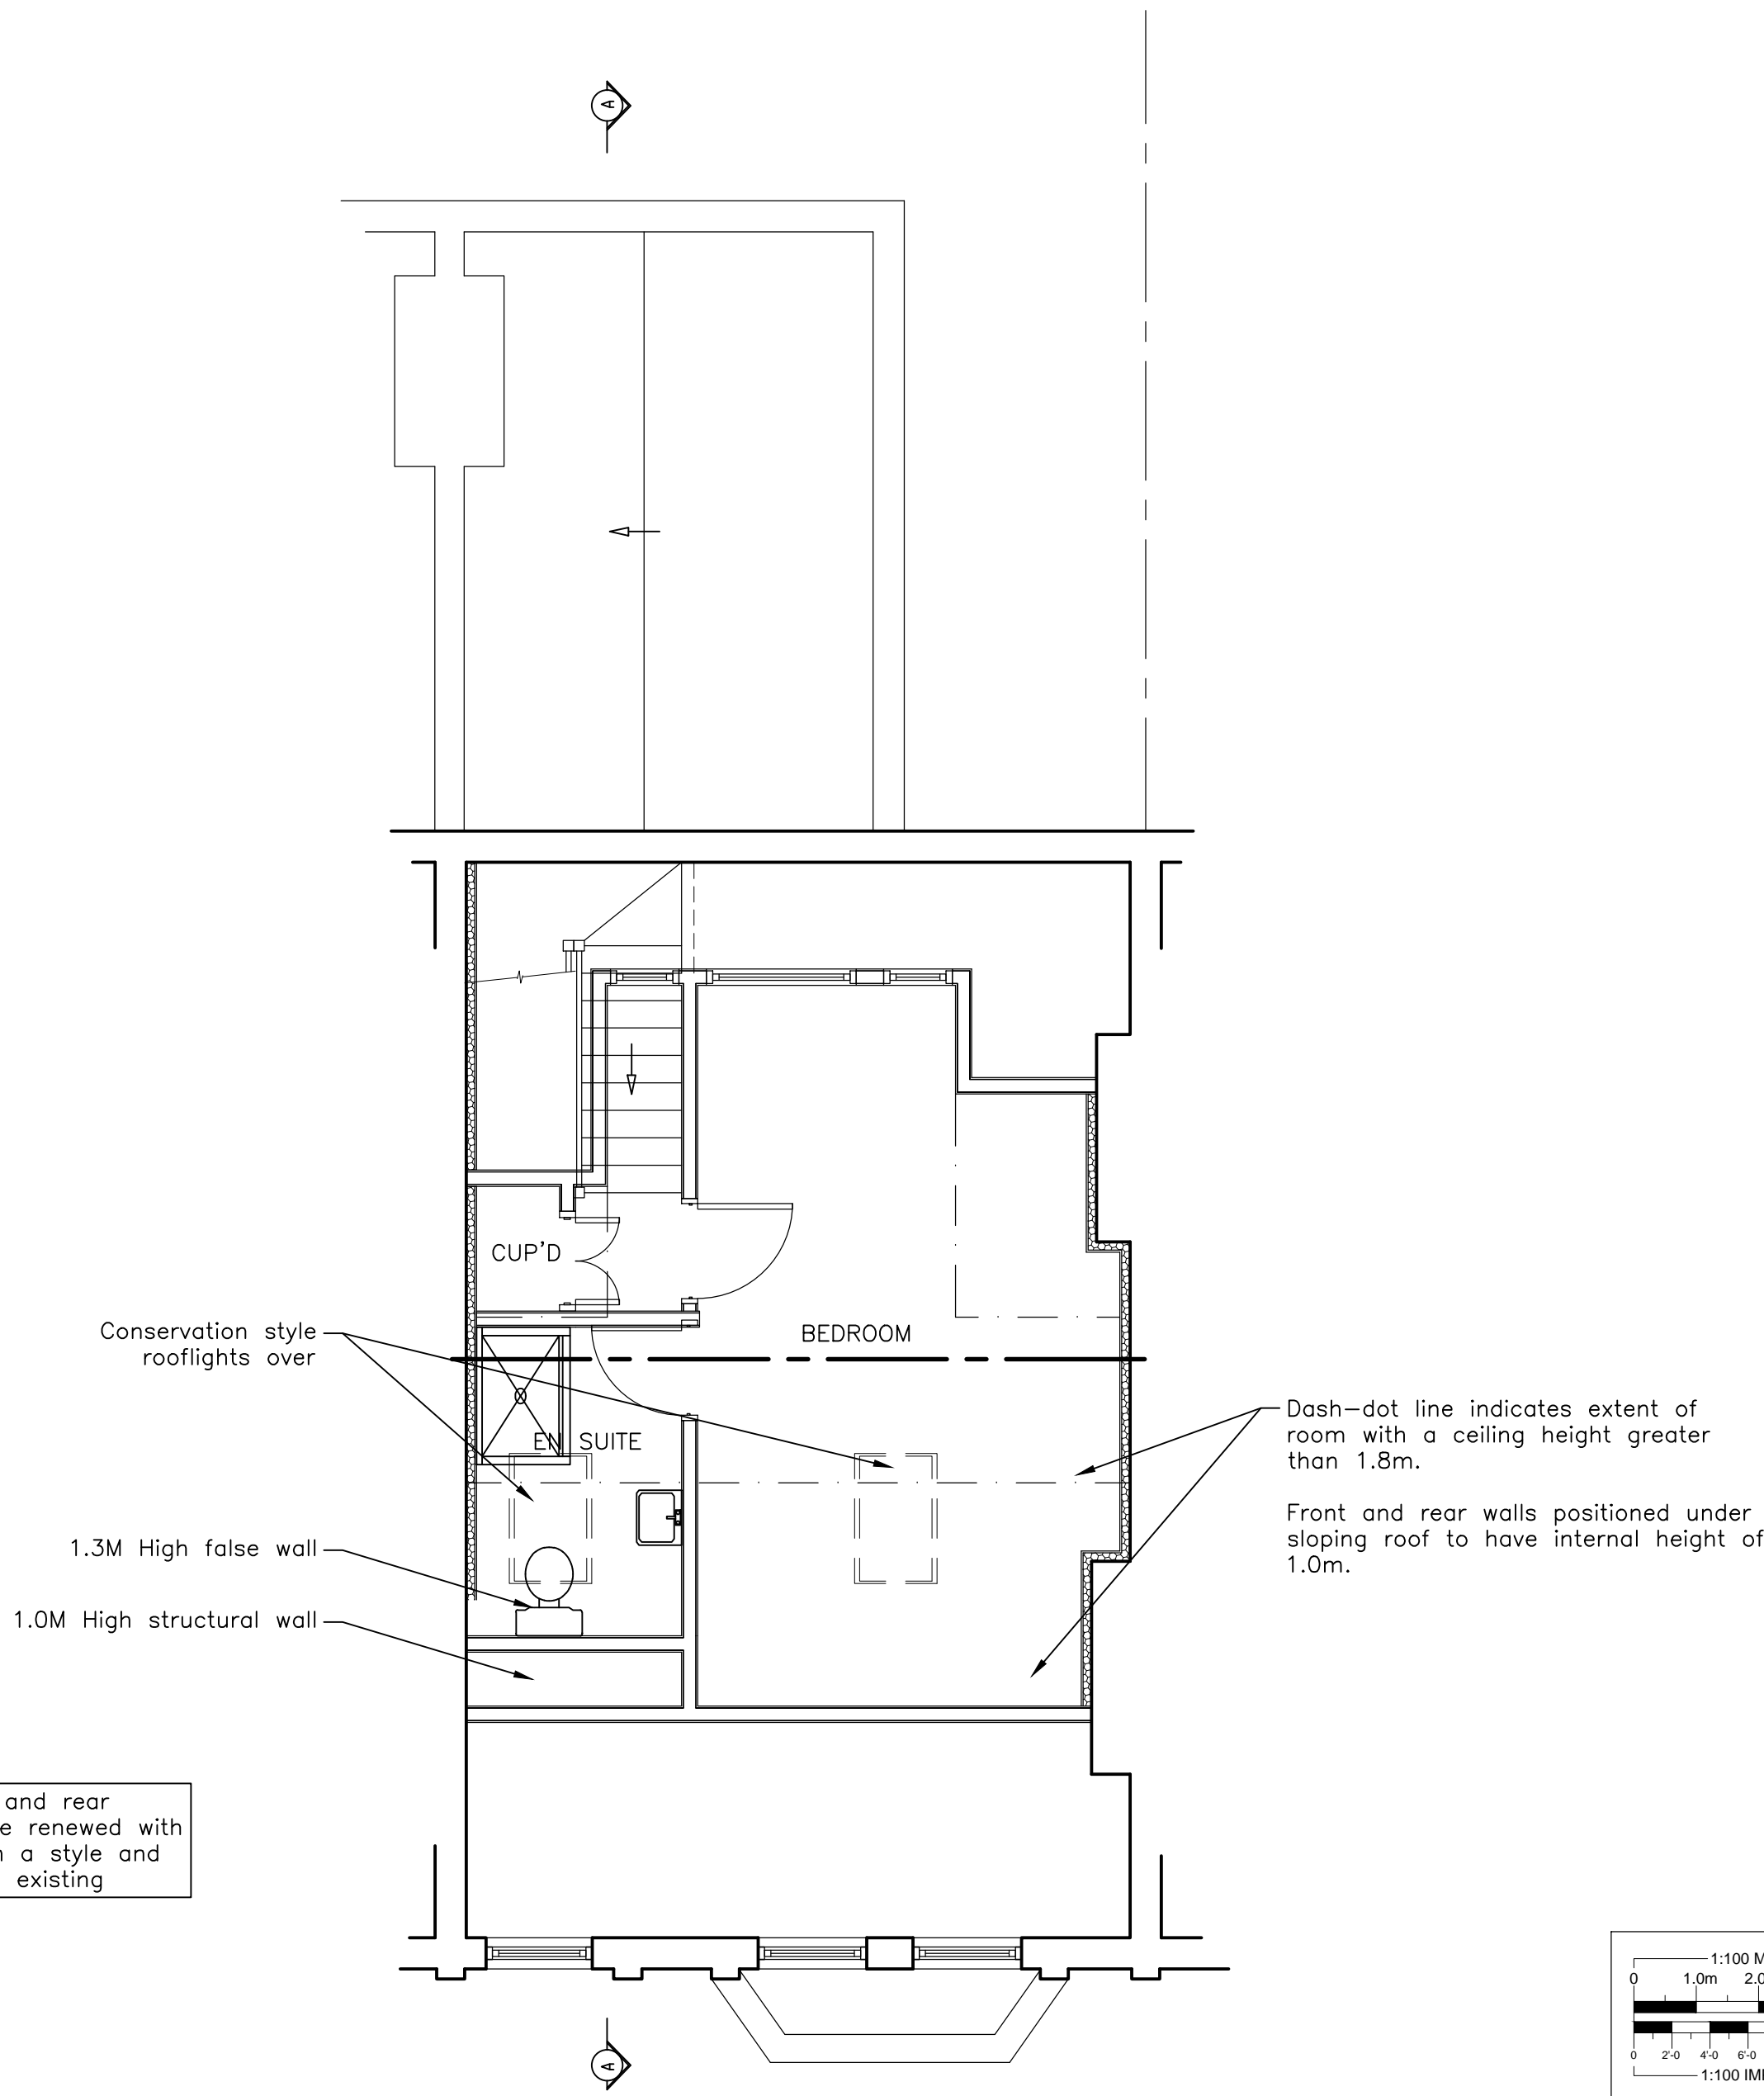 A
CUP'D
Conservation style
rooflights over
BEDROOM
EN SUITE
Dash-dot line indicates extent of
room with a ceiling height greater
than 1.8m.
Front and rear walls positioned under
sloping roof to have internal height of
1.0m.
1.3M High false wall
1.0M High structural wall
and rear
renewed with
a style and
existing
1:100
0 1.0m
0 2'-0 4'-0 6'-0
1:100
A